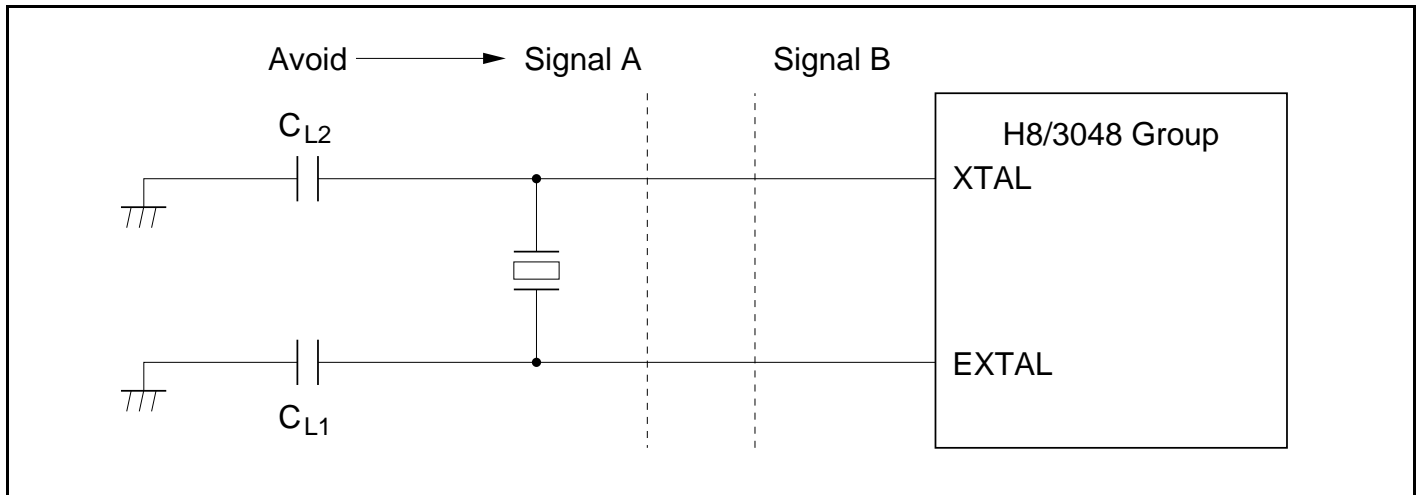 Avoid Signal A Signal B
CL2
H8/3048 Group
XTAL
EXTAL
CL1